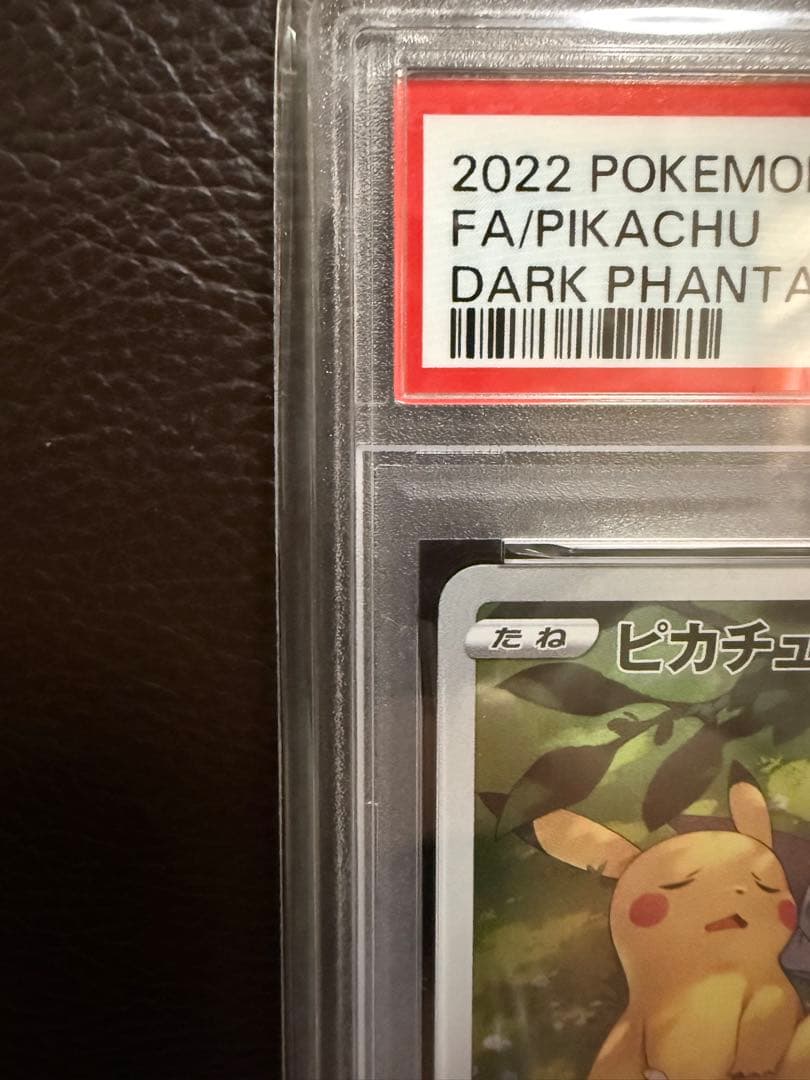 2022 POKEMO
FA/PIKACHU
DARK PHANTA
たね ピカチュ